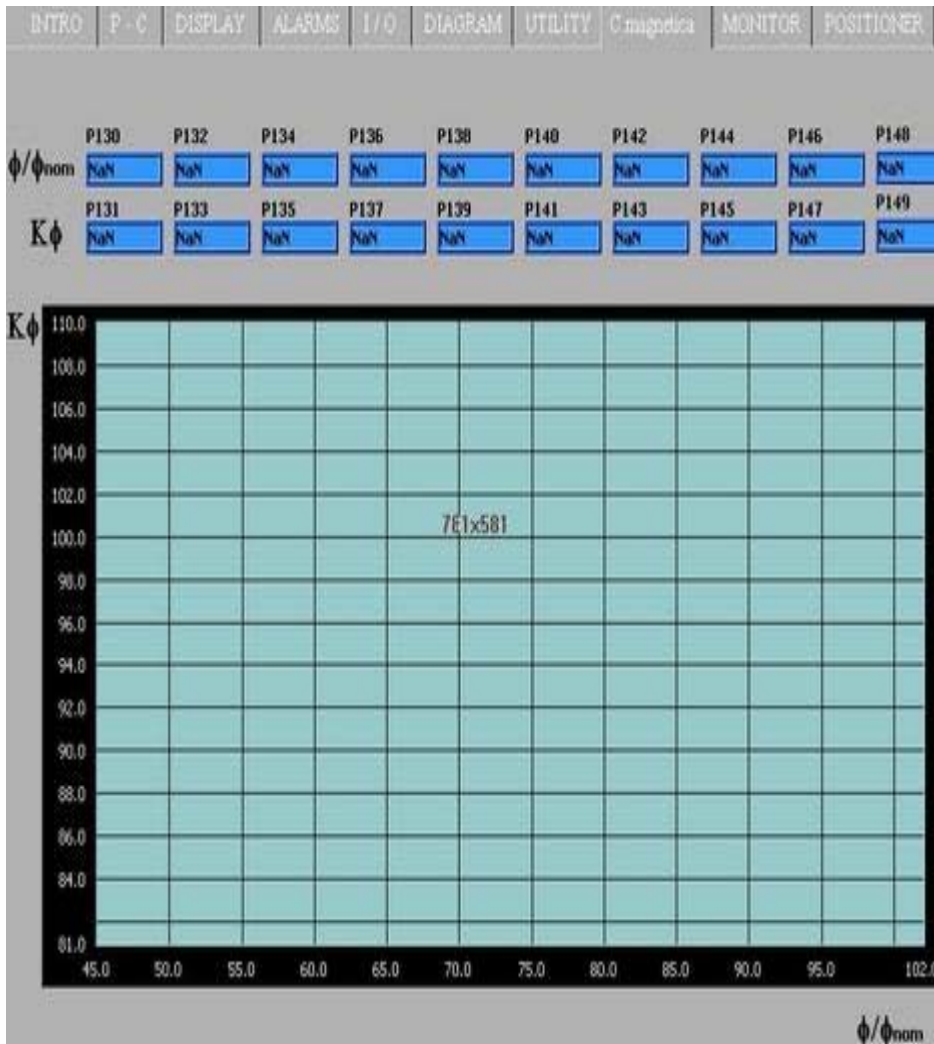 INTRO P - C DISPLAY ALARMS I / O DIAGRAM UTILITY C.magnetica MONITOR POSITIONER
P130 P132 P134 P136 P138 P140 P142 P144 P146 P148
ϕ/ϕnom NaN NaN NaN NaN NaN NaN NaN NaN NaN NaN
P131 P133 P135 P137 P139 P141 P143 P145 P147 P149
Kϕ NaN NaN NaN NaN NaN NaN NaN NaN NaN NaN
Kϕ 110.0
108.0
106.0
104.0
102.0
7E1x581
100.0
98.0
96.0
94.0
92.0
90.0
88.0
86.0
84.0
81.0
45.0 50.0 55.0 60.0 65.0 70.0 75.0 80.0 85.0 90.0 95.0 102.
ϕ/ϕnom